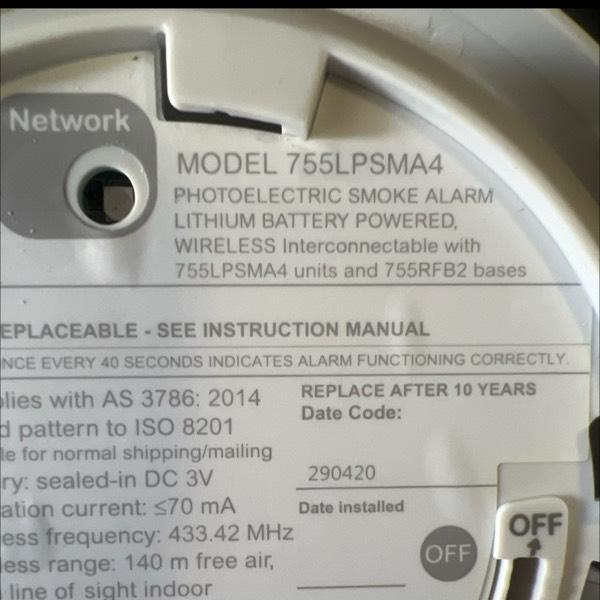 Network
MODEL 755LPSMA4
PHOTOELECTRIC SMOKE ALARM
LITHIUM BATTERY POWERED,
WIRELESS Interconnectable with
755LPSMA4 units and 755RFB2 bases
EPLACEABLE - SEE INSTRUCTION MANUAL
NCE EVERY 40 SECONDS INDICATES ALARM FUNCTIONING CORRECTLY.
plies with AS 3786: 2014
d pattern to ISO 8201
le for normal shipping/mailing
ry: sealed-in DC 3V
ation current: ≤70 mA
ess frequency: 433.42 MHz
less range: 140 m free air,
line of sight indoor
REPLACE AFTER 10 YEARS
Date Code:
290420
Date installed
OFF
OFF